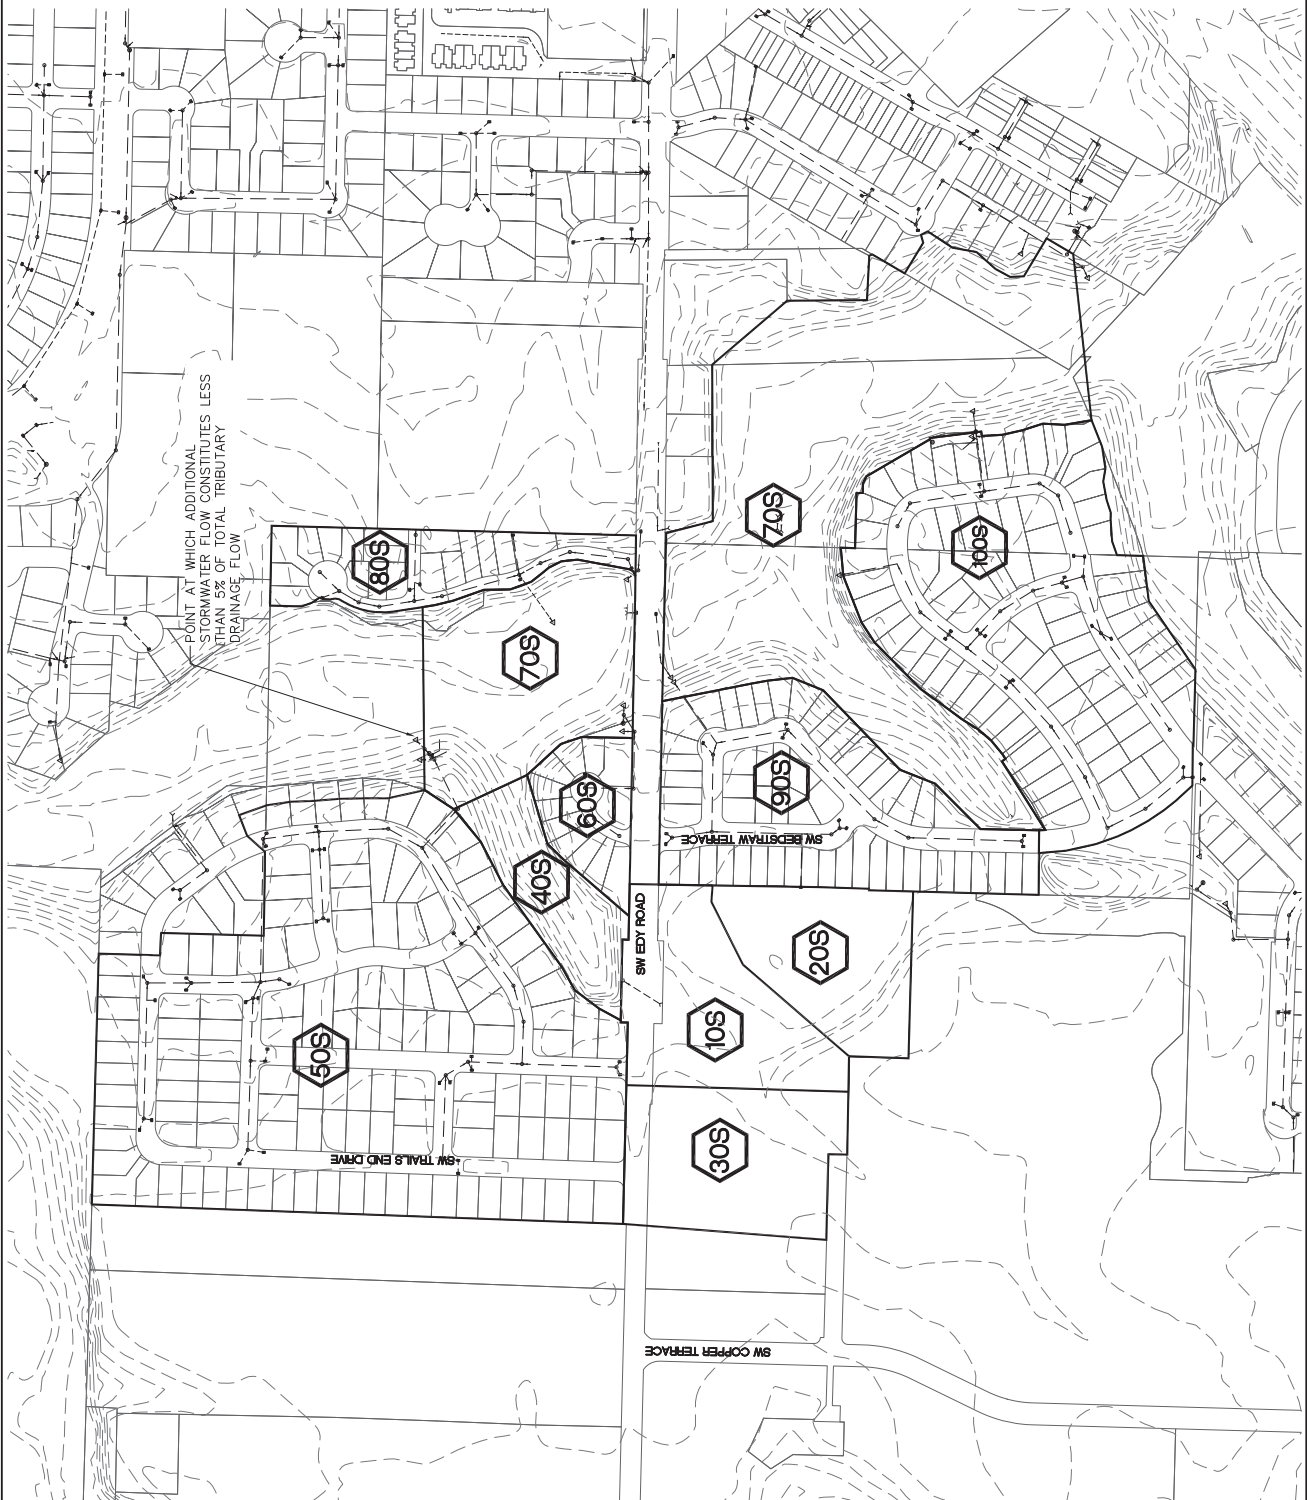 POINT AT WHICH ADDITIONAL
STORMWATER FLOW CONSTITUTES LESS
THAN 5% OF TOTAL TRIBUTARY
DRAINAGE FLOW
80S
70S
70S
100S
60S
90S
40S
SW BEDSTRAW TERRACE
SW EDY ROAD
20S
10S
50S
30S
SW TRAILS END DRIVE
SW COPPER TERRACE